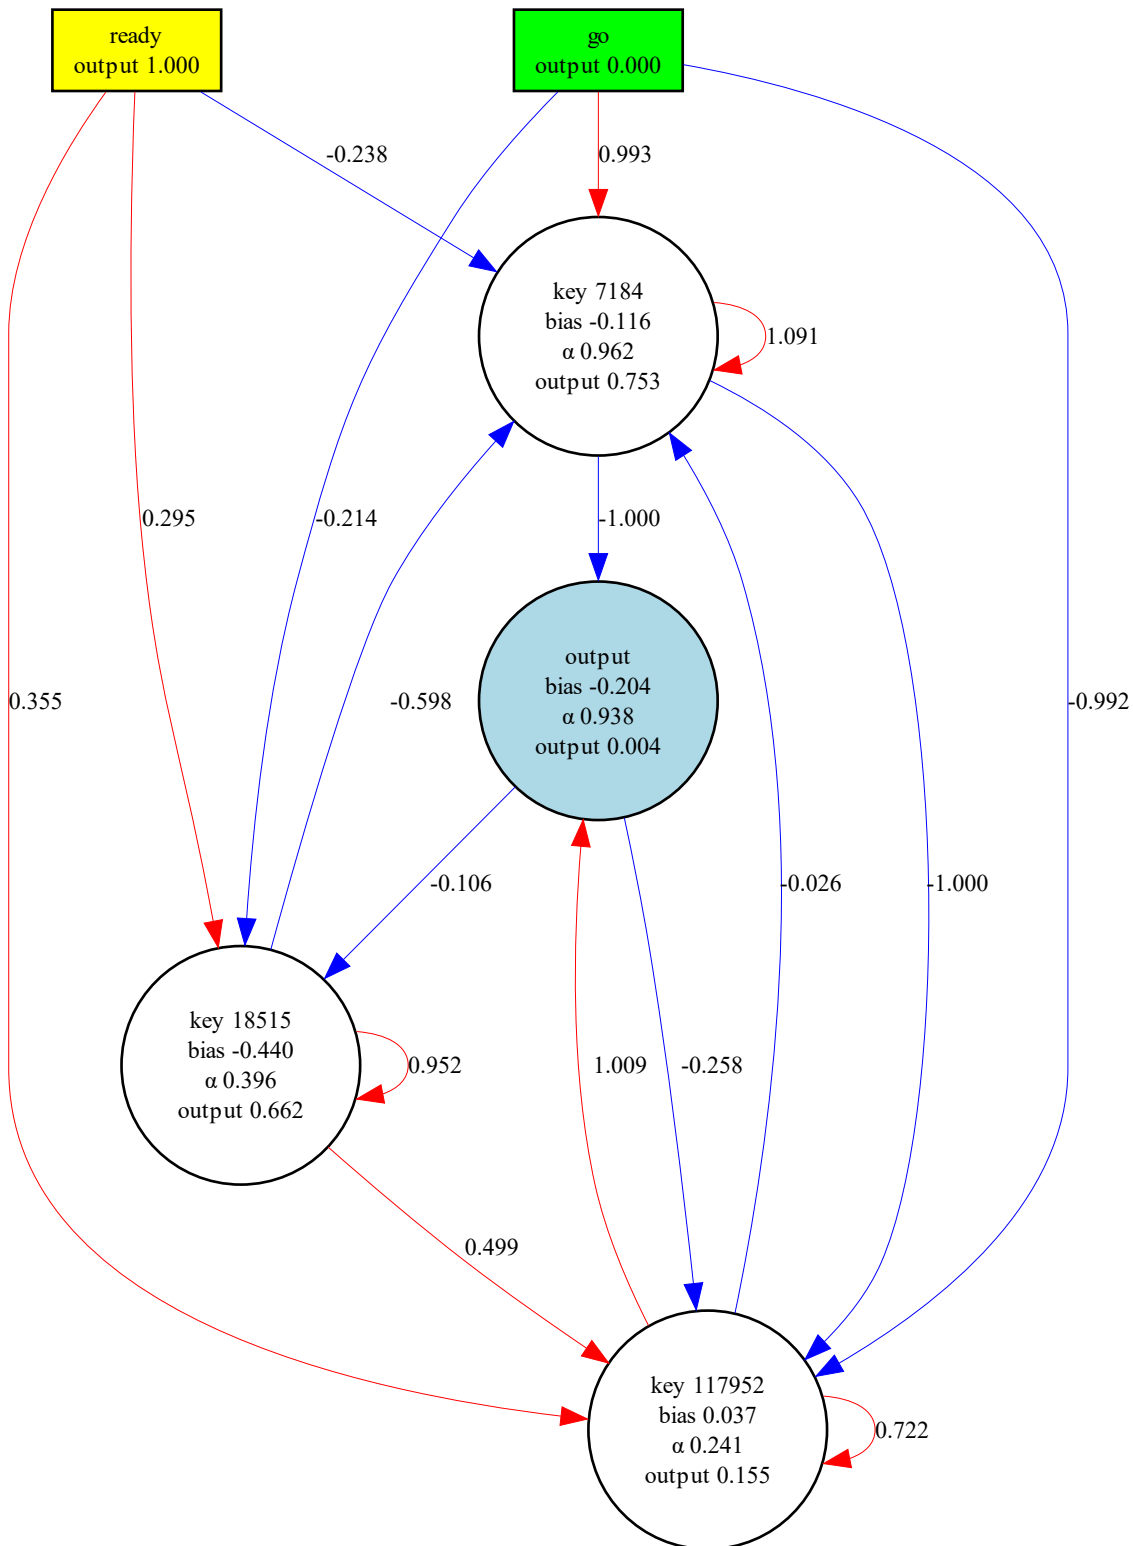 ready
output 1.000
go
output 0.000
-0.238
0.993
key 7184
bias -0.116
α 0.962
output 0.753
1.091
0.295
-0.214
-1.000
output
bias -0.204
α 0.938
output 0.004
0.355
-0.598
-0.992
-0.106
-0.026
-1.000
key 18515
bias -0.440
α 0.396
output 0.662
0.952
1.009
-0.258
0.499
key 117952
bias 0.037
α 0.241
output 0.155
0.722